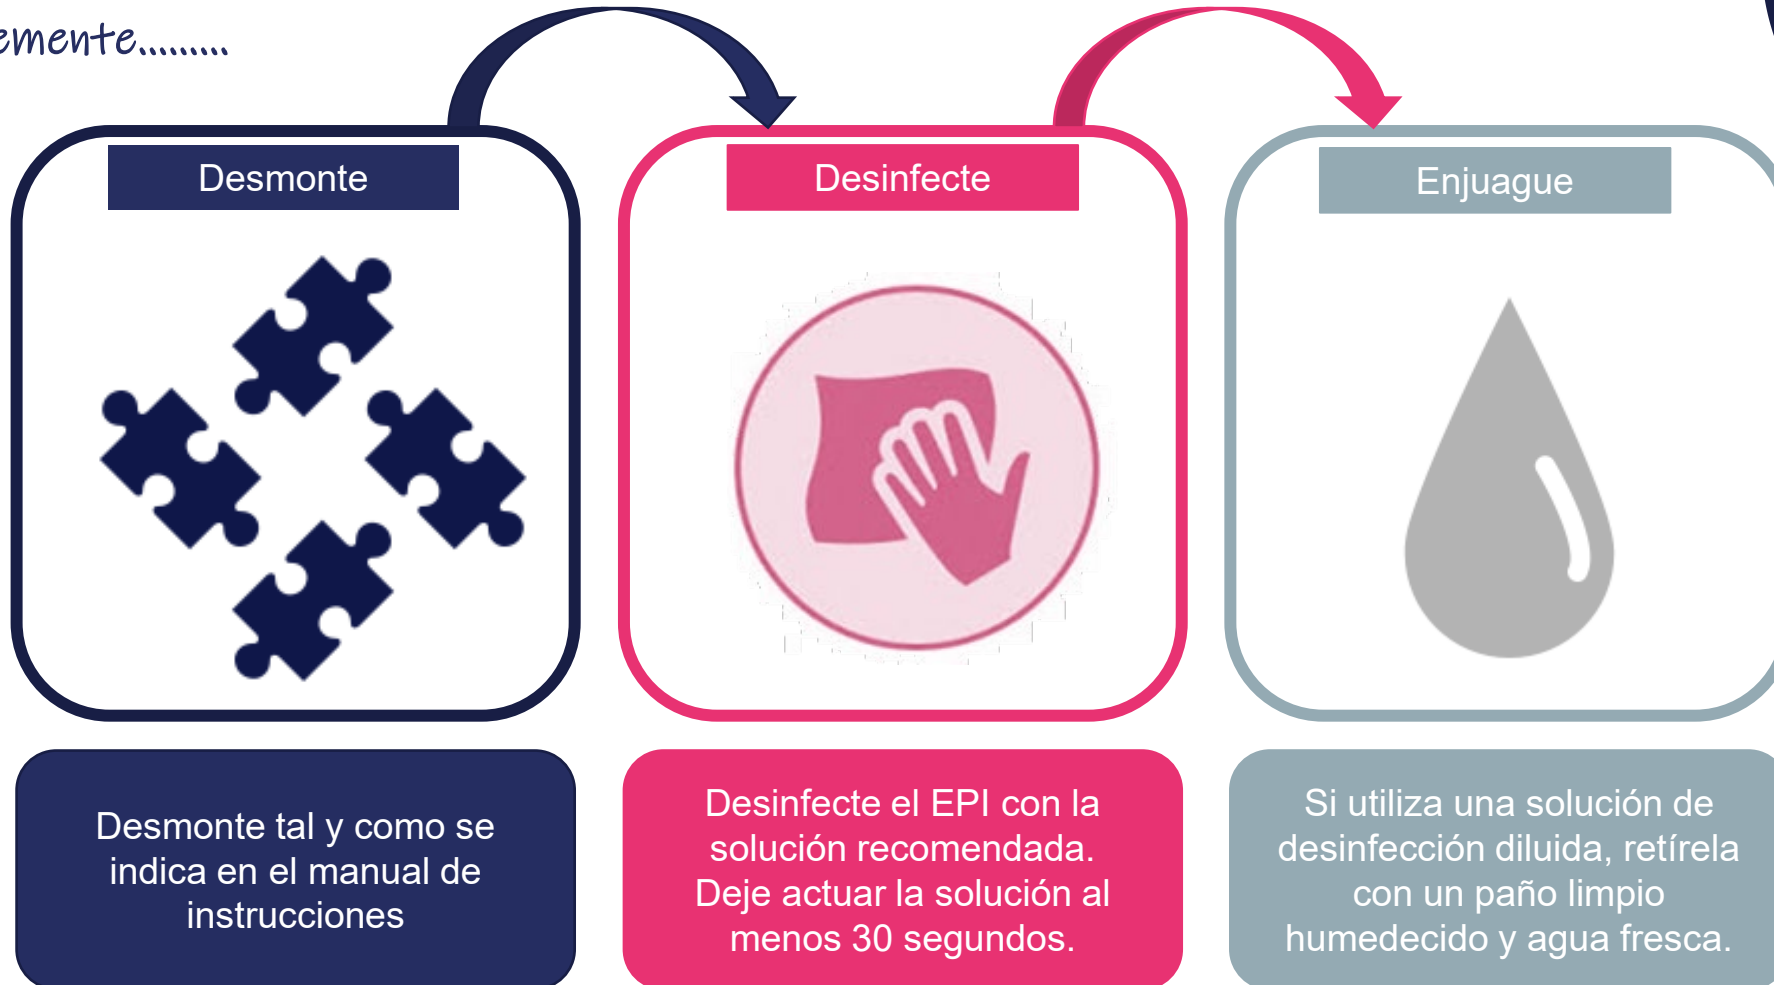 emente.........
Desmonte
Desinfecte
Enjuague
Desmonte tal y como se
indica en el manual de
instrucciones
Desinfecte el EPI con la
solución recomendada.
Deje actuar la solución al
menos 30 segundos.
Si utiliza una solución de
desinfección diluida, retírela
con un paño limpio
humedecido y agua fresca.